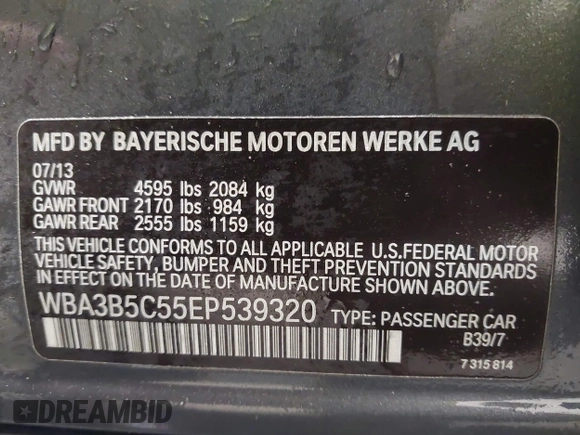 MFD BY BAYERISCHE MOTOREN WERKE AG
07/13
GVWR 4595 lbs 2084 kg
GAWR FRONT 2170 lbs 984 kg
GAWR REAR 2555 lbs 1159 kg
THIS VEHICLE CONFORMS TO ALL APPLICABLE U.S.FEDERAL MOTOR
VEHICLE SAFETY, BUMPER AND THEFT PREVENTION STANDARDS
IN EFFECT ON THE DATE OF MANUFACTURE SHOWN ABOVE.
WBA3B5C55EP539320 TYPE: PASSENGER CAR
B39/7
7 315 814
DREAMBID